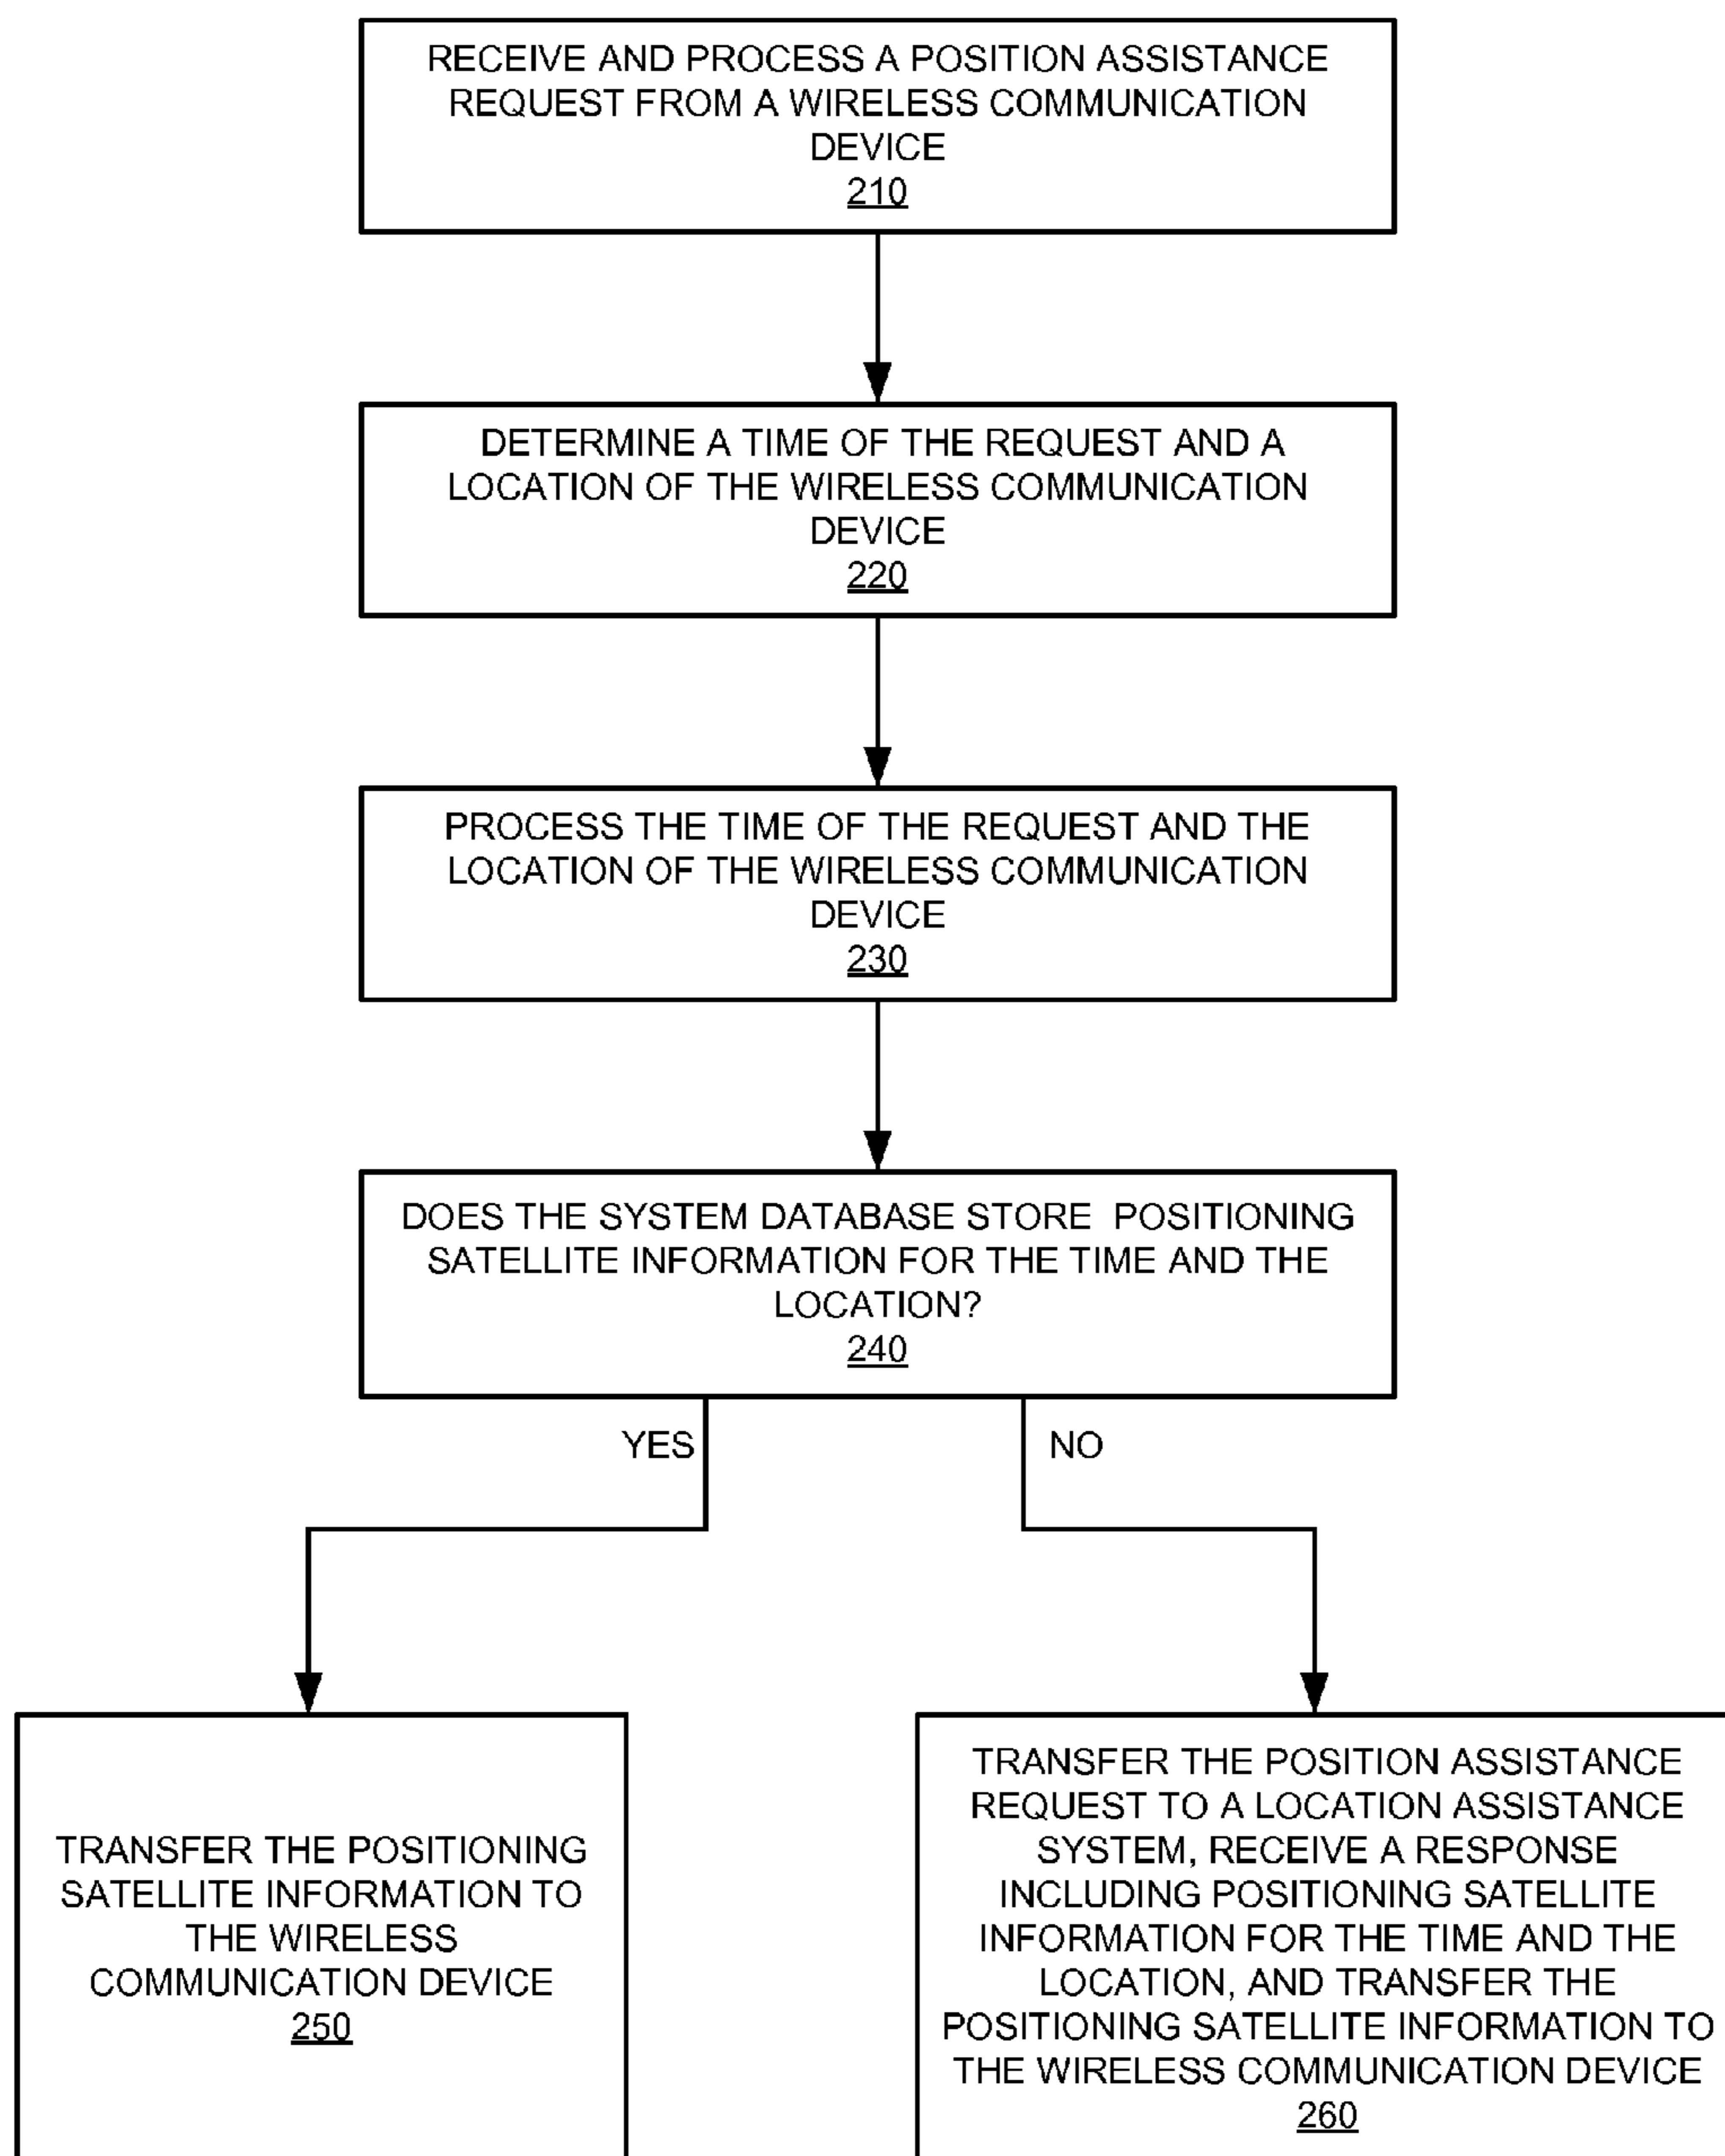 RECEIVE AND PROCESS A POSITION ASSISTANCE
REQUEST FROM A WIRELESS COMMUNICATION
DEVICE
210
DETERMINE A TIME OF THE REQUEST AND A
LOCATION OF THE WIRELESS COMMUNICATION
DEVICE
220
PROCESS THE TIME OF THE REQUEST AND THE
LOCATION OF THE WIRELESS COMMUNICATION
DEVICE
230
DOES THE SYSTEM DATABASE STORE POSITIONING
SATELLITE INFORMATION FOR THE TIME AND THE
LOCATION?
240
YES
NO
TRANSFER THE POSITIONING
SATELLITE INFORMATION TO
THE WIRELESS
COMMUNICATION DEVICE
250
TRANSFER THE POSITION ASSISTANCE
REQUEST TO A LOCATION ASSISTANCE
SYSTEM, RECEIVE A RESPONSE
INCLUDING POSITIONING SATELLITE
INFORMATION FOR THE TIME AND THE
LOCATION, AND TRANSFER THE
POSITIONING SATELLITE INFORMATION TO
THE WIRELESS COMMUNICATION DEVICE
260